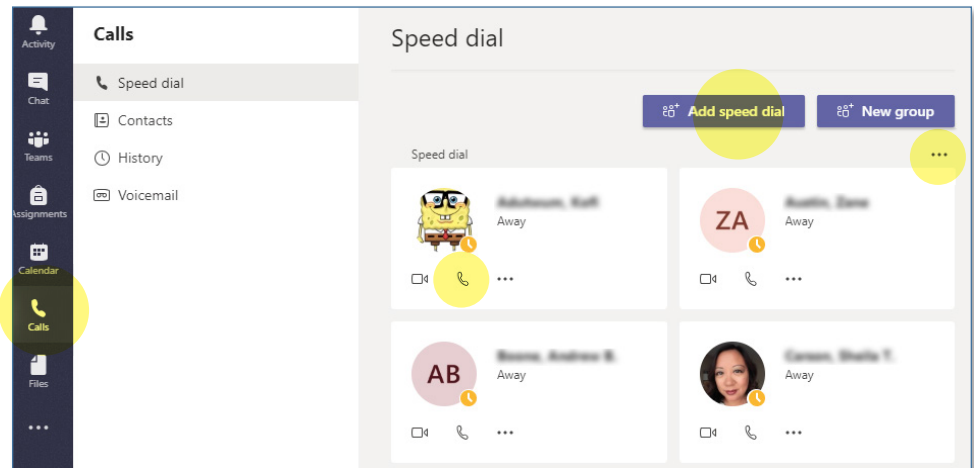 Activity
Chat
Teams
Assignments
Calendar
Calls
Files
Calls
Speed dial
Contacts
History
Voicemail
Speed dial
Add speed dial
New group
Speed dial
Away
ZA
Away
AB
Away
Away